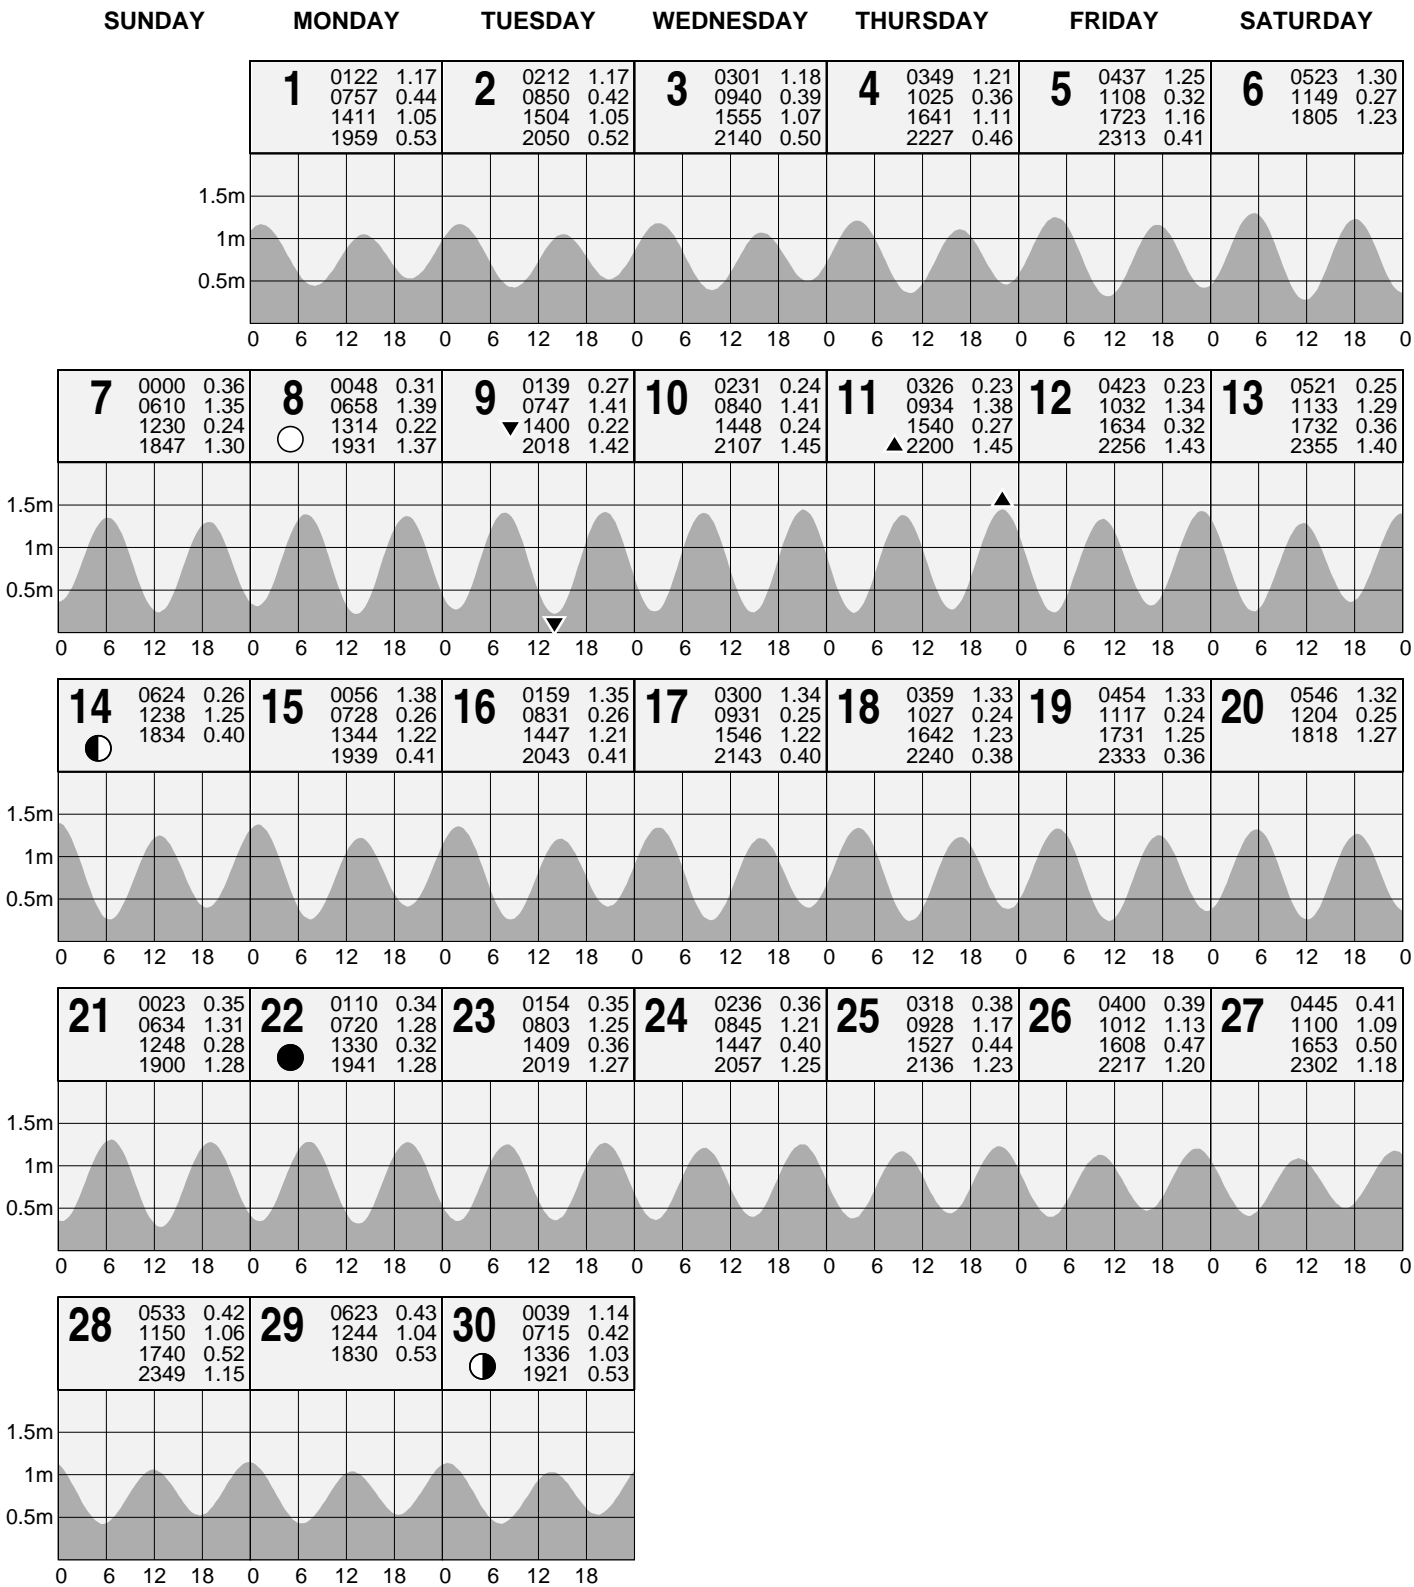 SUNDAY MONDAY TUESDAY WEDNESDAY THURSDAY FRIDAY SATURDAY
1 0122 1.17 2 0212 1.17 3 0301 1.18 4 0349 1.21 5 0437 1.25 6 0523 1.30
0757 0.44 0850 0.42 0940 0.39 1025 0.36 1108 0.32 1149 0.27
1411 1.05 1504 1.05 1555 1.07 1641 1.11 1723 1.16 1805 1.23
1959 0.53 2050 0.52 2140 0.50 2227 0.46 2313 0.41
1.5m
1m
0.5m
0 6 12 18 0 6 12 18 0 6 12 18 0 6 12 18 0 6 12 18 0 6 12 18 0
7 0000 0.36 8 0048 0.31 9 0139 0.27 10 0231 0.24 11 0326 0.23 12 0423 0.23 13 0521 0.25
0610 1.35 0658 1.39 0747 1.41 0840 1.41 0934 1.38 1032 1.34 1133 1.29
1230 0.24 1314 0.22 1400 0.22 1448 0.24 1540 0.27 1634 0.32 1732 0.36
1847 1.30 1931 1.37 2018 1.42 2107 1.45 2200 1.45 2256 1.43 2355 1.40
1.5m
1m
0.5m
0 6 12 18 0 6 12 18 0 6 12 18 0 6 12 18 0 6 12 18 0 6 12 18 0 6 12 18 0
14 0624 0.26 15 0056 1.38 16 0159 1.35 17 0300 1.34 18 0359 1.33 19 0454 1.33 20 0546 1.32
1238 1.25 0728 0.26 0831 0.26 0931 0.25 1027 0.24 1117 0.24 1204 0.25
1834 0.40 1344 1.22 1447 1.21 1546 1.22 1642 1.23 1731 1.25 1818 1.27
1939 0.41 2043 0.41 2143 0.40 2240 0.38 2333 0.36
1.5m
1m
0.5m
0 6 12 18 0 6 12 18 0 6 12 18 0 6 12 18 0 6 12 18 0 6 12 18 0 6 12 18 0
21 0023 0.35 22 0110 0.34 23 0154 0.35 24 0236 0.36 25 0318 0.38 26 0400 0.39 27 0445 0.41
0634 1.31 0720 1.28 0803 1.25 0845 1.21 0928 1.17 1012 1.13 1100 1.09
1248 0.28 1330 0.32 1409 0.36 1447 0.40 1527 0.44 1608 0.47 1653 0.50
1900 1.28 1941 1.28 2019 1.27 2057 1.25 2136 1.23 2217 1.20 2302 1.18
1.5m
1m
0.5m
0 6 12 18 0 6 12 18 0 6 12 18 0 6 12 18 0 6 12 18 0 6 12 18 0 6 12 18 0
28 0533 0.42 29 0623 0.43 30 0039 1.14
1150 1.06 1244 1.04 0715 0.42
1740 0.52 1830 0.53 1336 1.03
2349 1.15 1921 0.53
1.5m
1m
0.5m
0 6 12 18 0 6 12 18 0 6 12 18